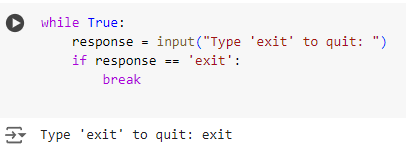 while True:
    response = input("Type 'exit' to quit: ")
    if response == 'exit':
        break
Type 'exit' to quit: exit